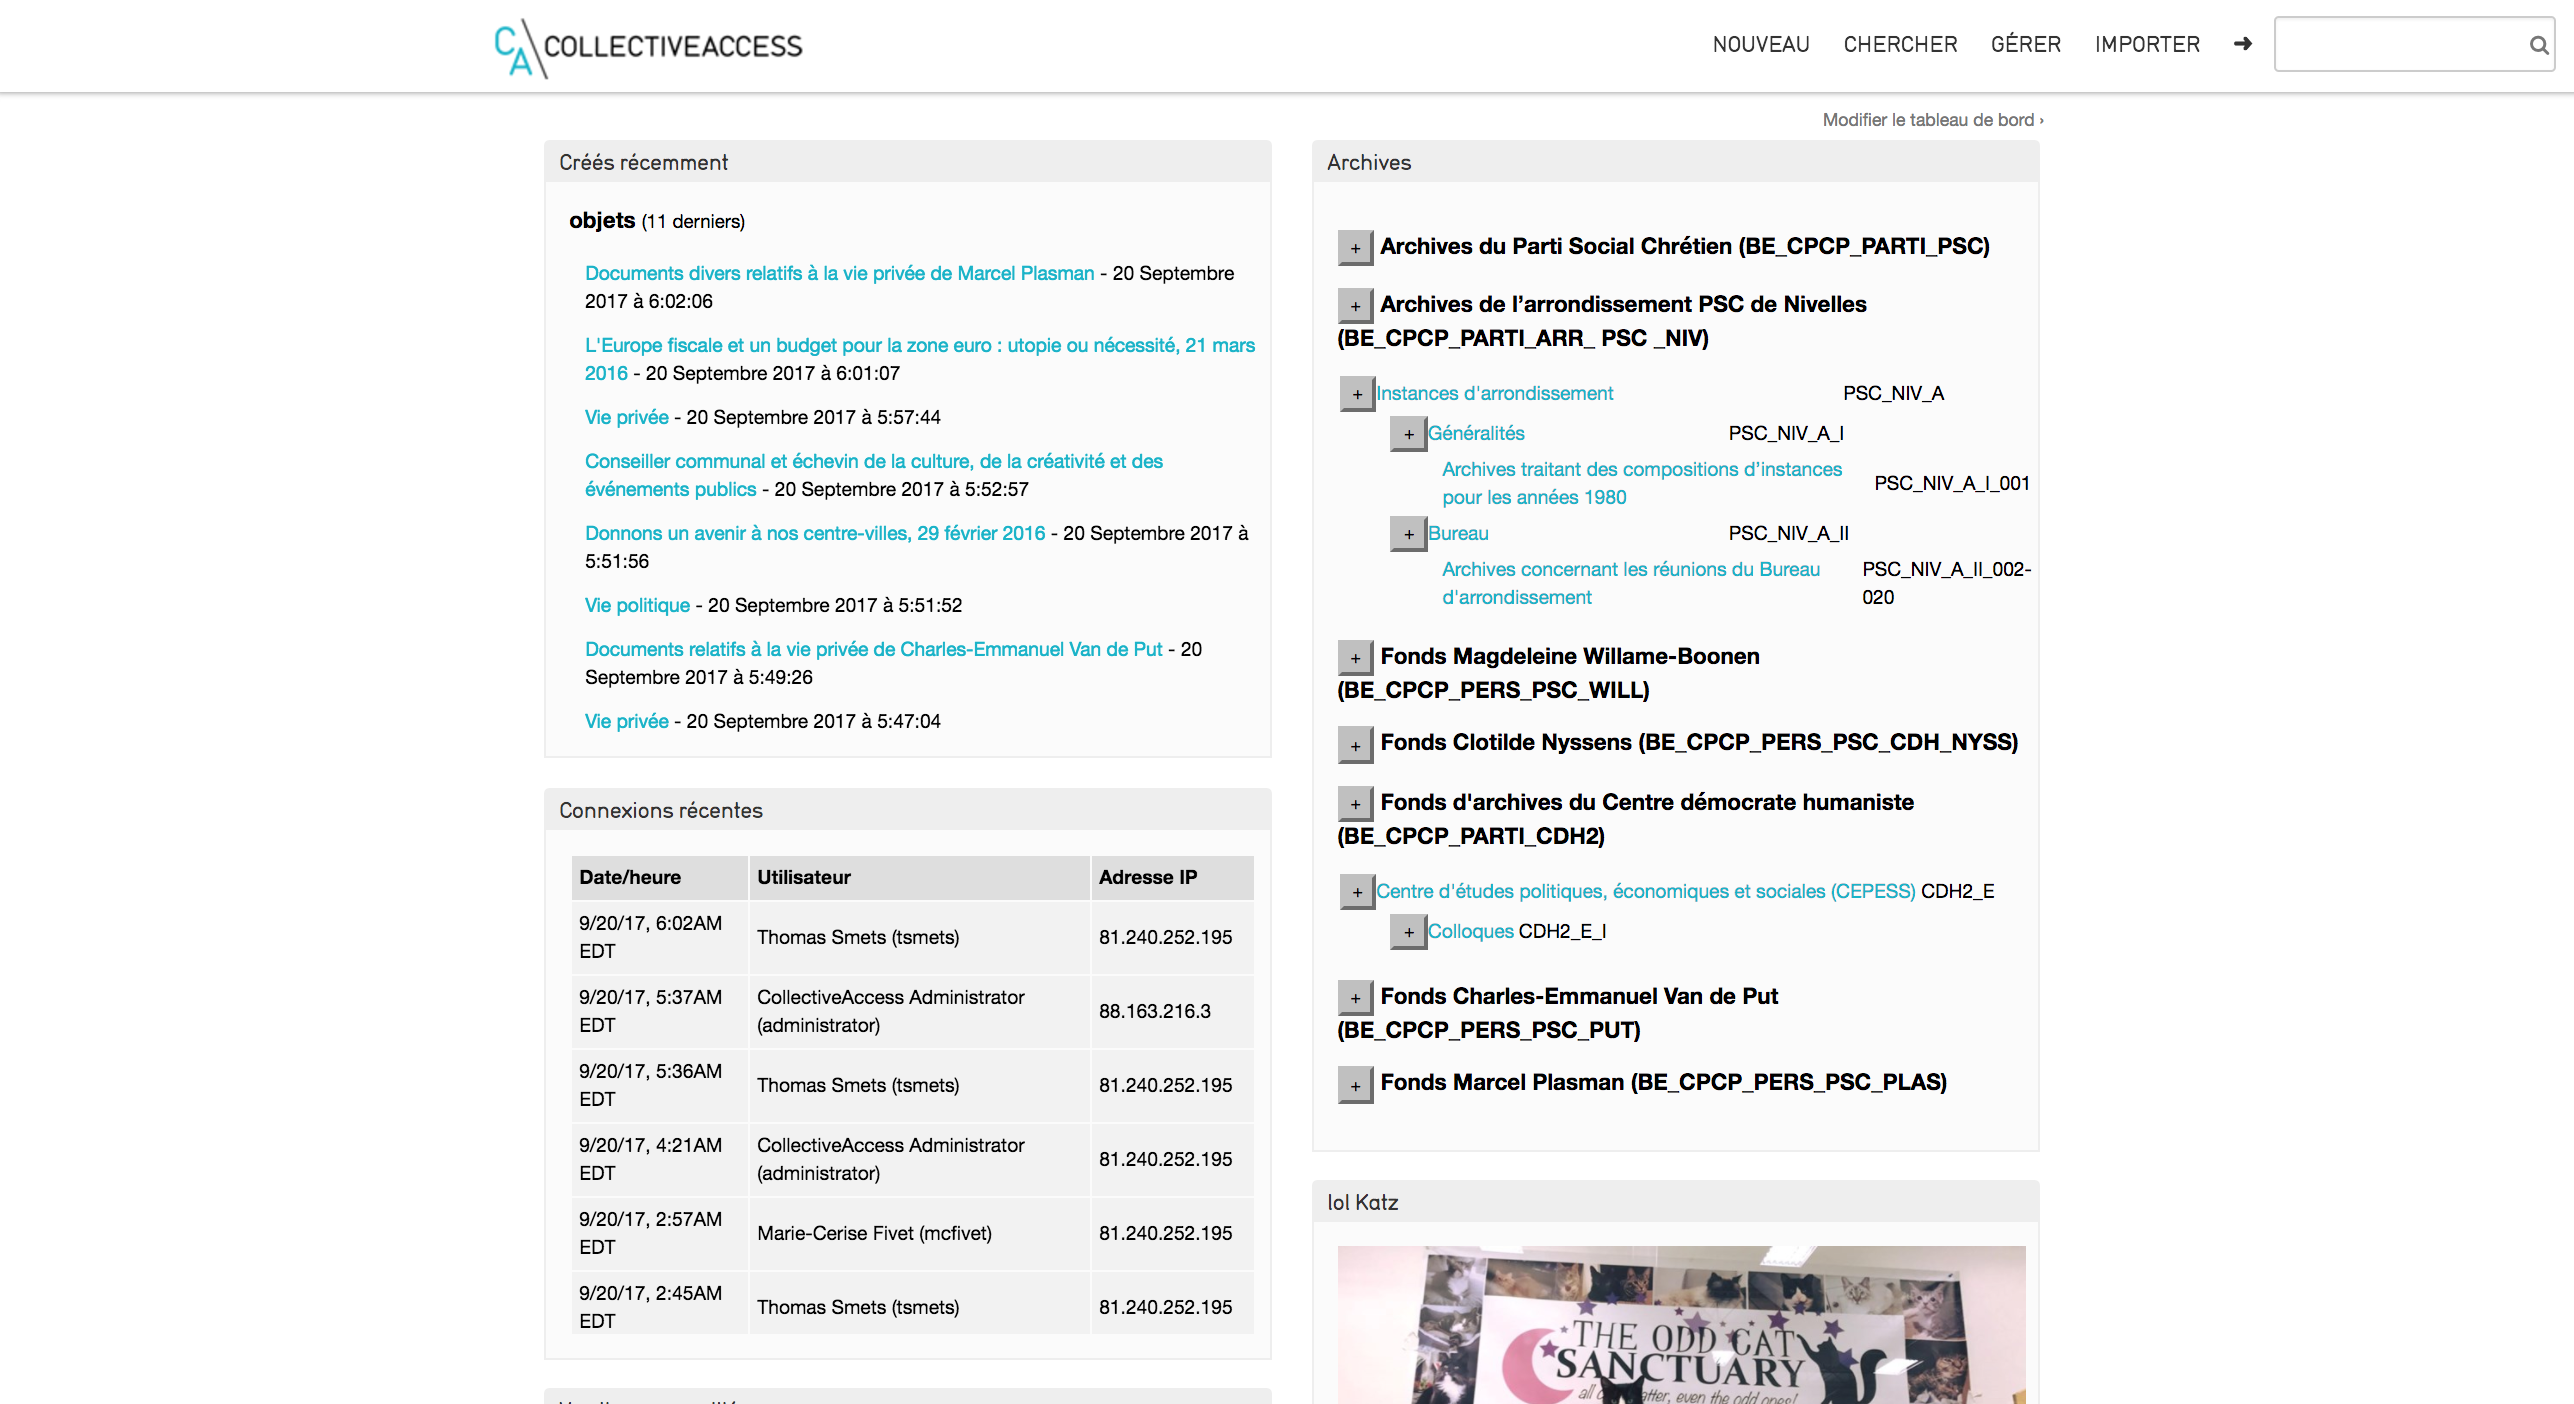 CA COLLECTIVEACCESS
NOUVEAU CHERCHER GÉRER IMPORTER
Modifier le tableau de bord ›
Créés récemment
objets (11 derniers)
Documents divers relatifs à la vie privée de Marcel Plasman - 20 Septembre
2017 à 6:02:06
L'Europe fiscale et un budget pour la zone euro : utopie ou nécessité, 21 mars
2016 - 20 Septembre 2017 à 6:01:07
Vie privée - 20 Septembre 2017 à 5:57:44
Conseiller communal et échevin de la culture, de la créativité et des
événements publics - 20 Septembre 2017 à 5:52:57
Donnons un avenir à nos centre-villes, 29 février 2016 - 20 Septembre 2017 à
5:51:56
Vie politique - 20 Septembre 2017 à 5:51:52
Documents relatifs à la vie privée de Charles-Emmanuel Van de Put - 20
Septembre 2017 à 5:49:26
Vie privée - 20 Septembre 2017 à 5:47:04
Connexions récentes
Date/heure Utilisateur Adresse IP
9/20/17, 6:02AM
EDT
Thomas Smets (tsmets)
81.240.252.195
9/20/17, 5:37AM
EDT
CollectiveAccess Administrator
(administrator)
88.163.216.3
9/20/17, 5:36AM
EDT
Thomas Smets (tsmets)
81.240.252.195
9/20/17, 4:21AM
EDT
CollectiveAccess Administrator
(administrator)
81.240.252.195
9/20/17, 2:57AM
EDT
Marie-Cerise Fivet (mcfivet)
81.240.252.195
9/20/17, 2:45AM
EDT
Thomas Smets (tsmets)
81.240.252.195
Archives
+ Archives du Parti Social Chrétien (BE_CPCP_PARTI_PSC)
+ Archives de l’arrondissement PSC de Nivelles
(BE_CPCP_PARTI_ARR_ PSC _NIV)
+ Instances d'arrondissement PSC_NIV_A
+ Généralités PSC_NIV_A_I
Archives traitant des compositions d’instances
pour les années 1980
PSC_NIV_A_I_001
+ Bureau PSC_NIV_A_II
Archives concernant les réunions du Bureau
d'arrondissement
PSC_NIV_A_II_002-
020
+ Fonds Magdeleine Willame-Boonen
(BE_CPCP_PERS_PSC_WILL)
+ Fonds Clotilde Nyssens (BE_CPCP_PERS_PSC_CDH_NYSS)
+ Fonds d'archives du Centre démocrate humaniste
(BE_CPCP_PARTI_CDH2)
+ Centre d'études politiques, économiques et sociales (CEPESS) CDH2_E
+ Colloques CDH2_E_I
+ Fonds Charles-Emmanuel Van de Put
(BE_CPCP_PERS_PSC_PUT)
+ Fonds Marcel Plasman (BE_CPCP_PERS_PSC_PLAS)
lol Katz
THE ODD CAT
SANCTUARY
all even the odd ones!